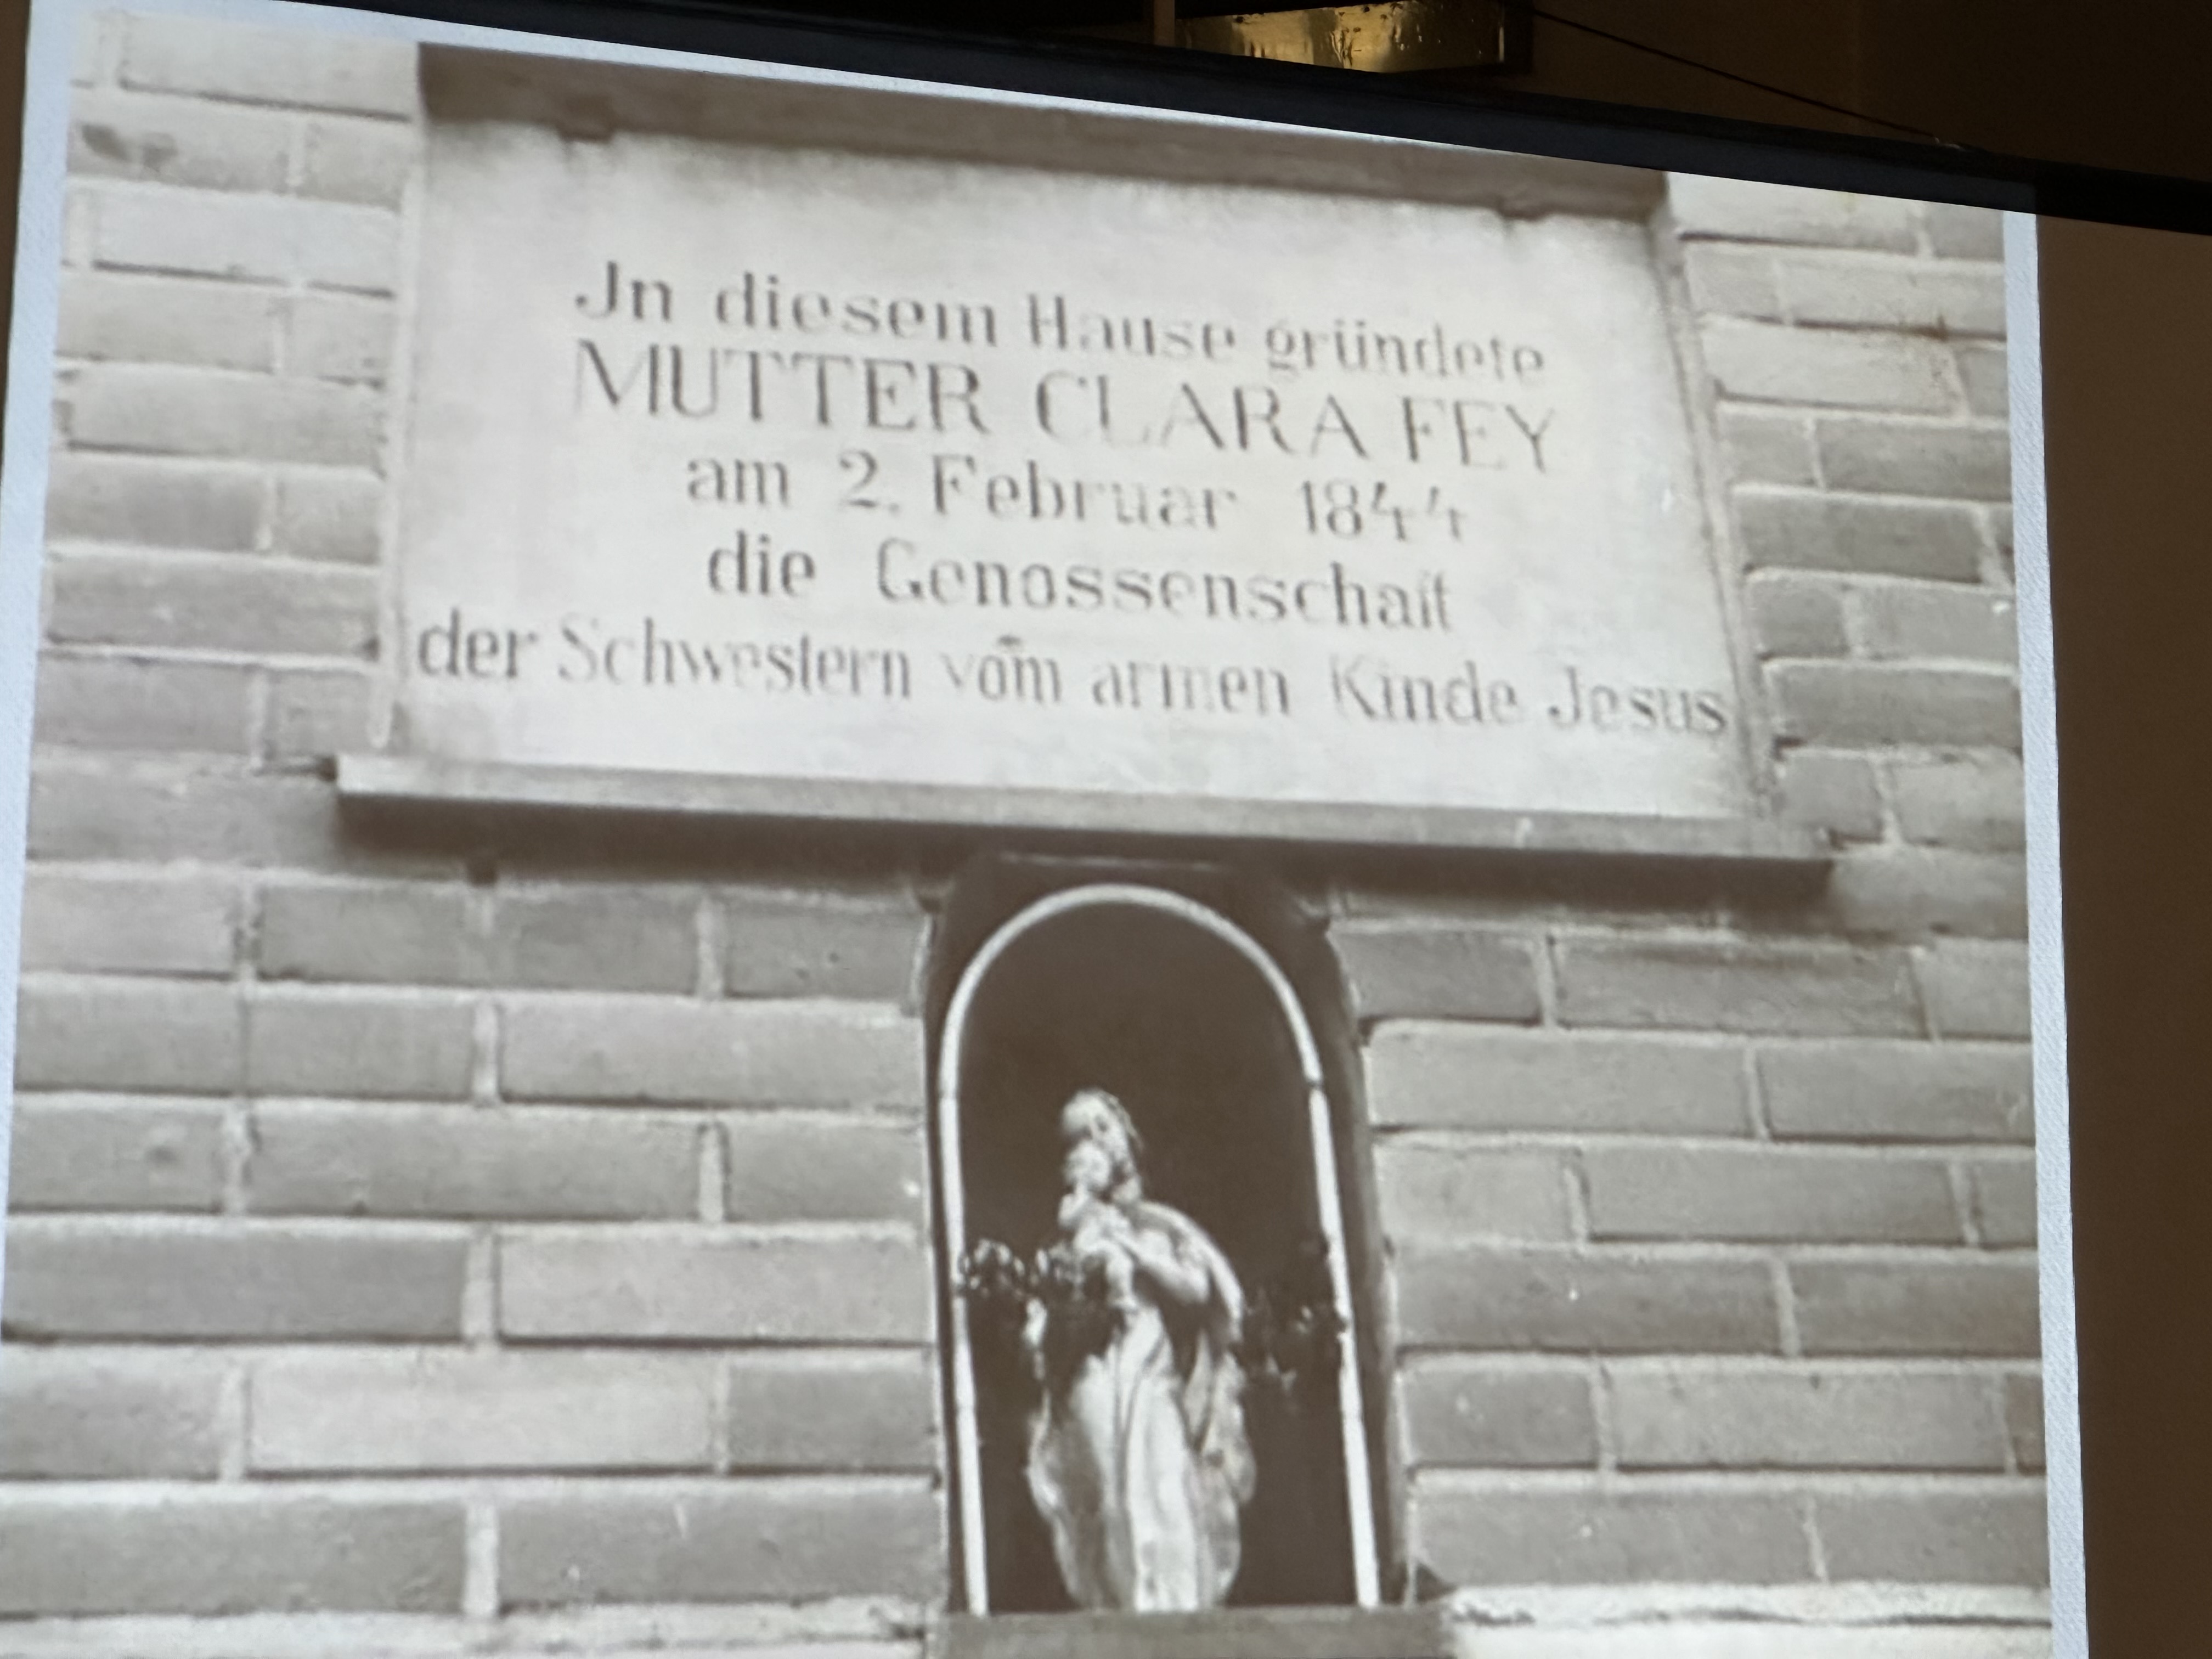 Jn diesem Hause gründete
MUTTER CLARA FEY
am 2. Februar 1844
die Genossenschaft
der Schwestern vom armen Kinde Jesus